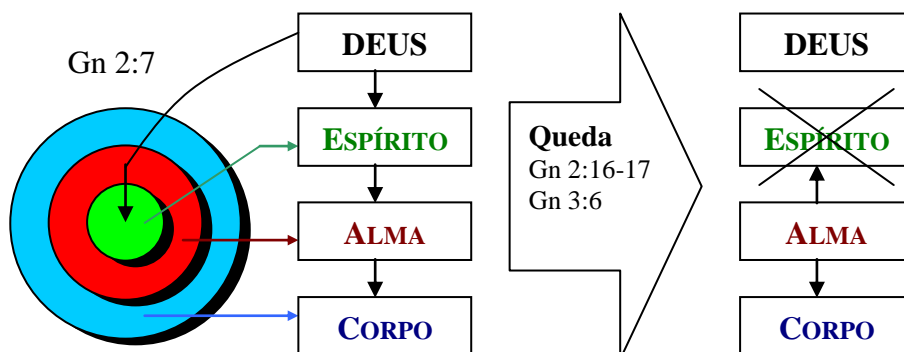 Gn 2:7
DEUS
ESPÍRITO
ALMA
CORPO
Queda
Gn 2:16-17
Gn 3:6
DEUS
ESPÍRITO
ALMA
CORPO